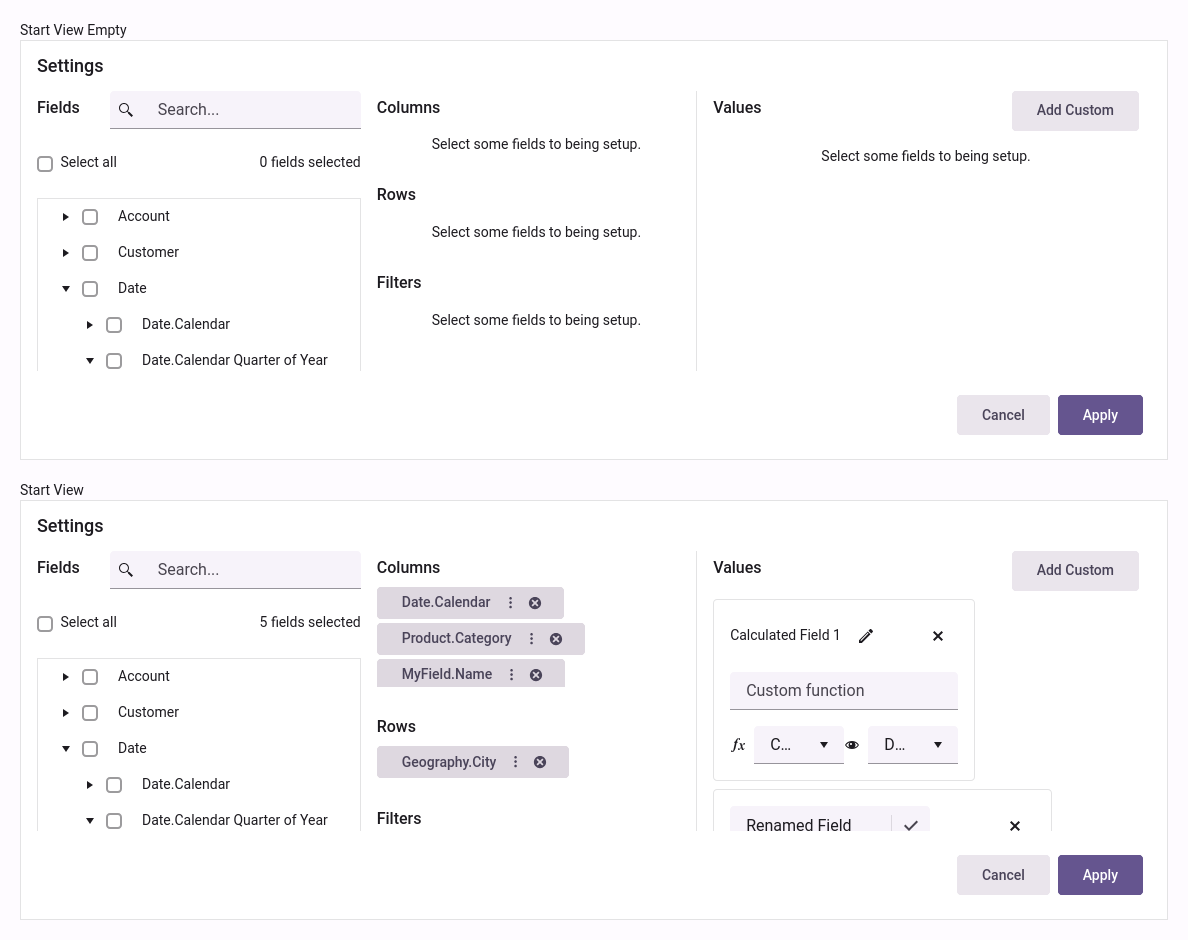 Start View Empty
Settings
Fields
Search...
Select all
0 fields selected
Account
Customer
Date
Date.Calendar
Date.Calendar Quarter of Year
Columns
Select some fields to being setup.
Rows
Select some fields to being setup.
Filters
Select some fields to being setup.
Values
Add Custom
Select some fields to being setup.
Cancel
Apply
Start View
Settings
Fields
Search...
Select all
5 fields selected
Account
Customer
Date
Date.Calendar
Date.Calendar Quarter of Year
Columns
Date.Calendar
Product.Category
MyField.Name
Rows
Geography.City
Filters
Values
Add Custom
Calculated Field 1
Custom function
fx
C...
D...
Renamed Field
Cancel
Apply